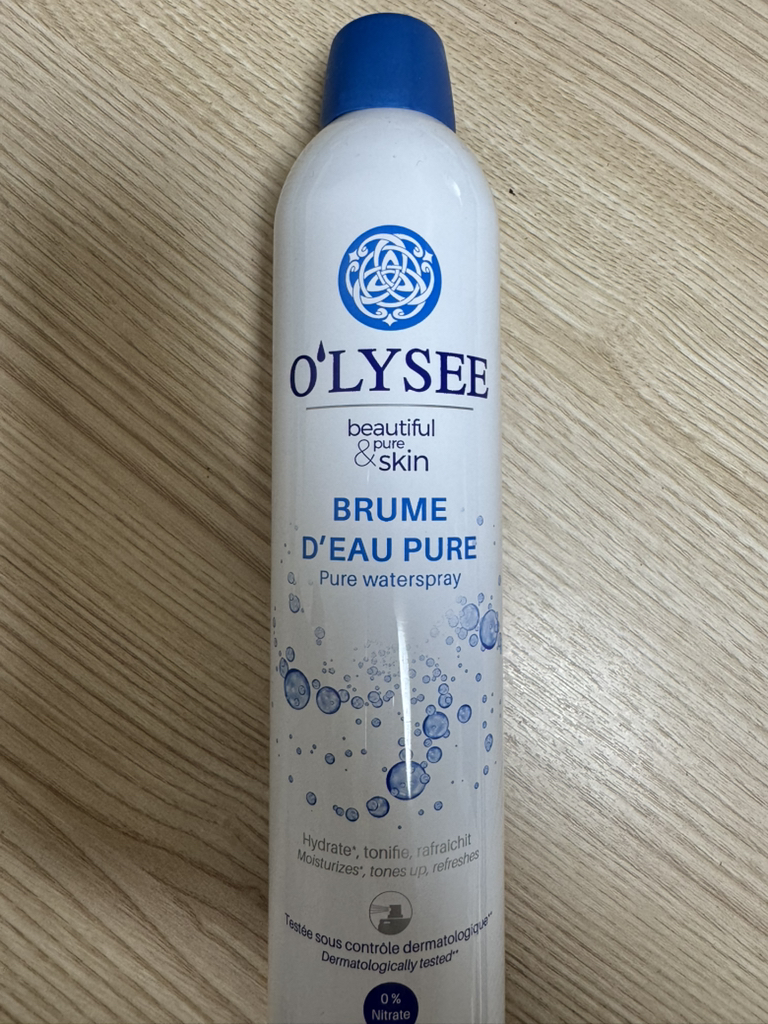 O'LYSEE
beautiful
pure
& skin
BRUME
D'EAU PURE
Pure waterspray
Hydrate*, tonifie, rafraîchit
Moisturizes*, tones up, refreshes
Testée sous contrôle dermatologique**
Dermatologically tested**
0 %
Nitrate